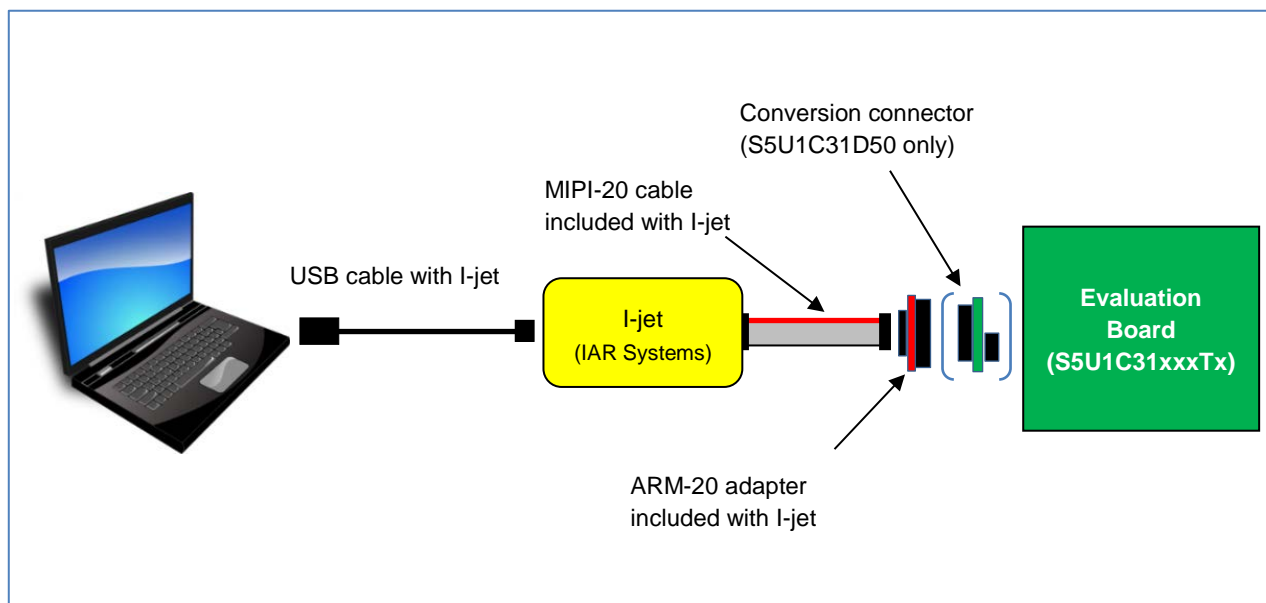 Conversion connector
(S5U1C31D50 only)
MIPI-20 cable
included with I-jet
USB cable with I-jet
I-jet
(IAR Systems)
Evaluation
Board
(S5U1C31xxxTx)
ARM-20 adapter
included with I-jet